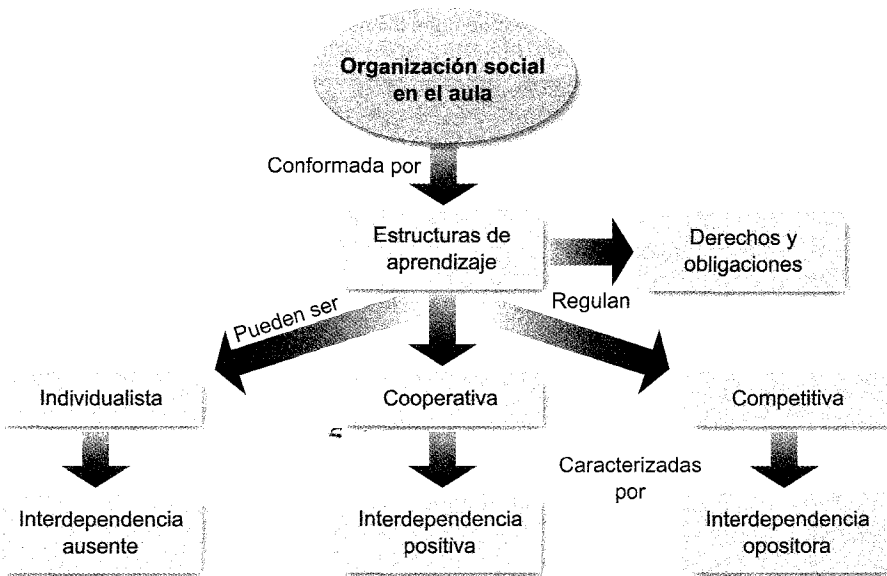 Organización social
en el aula
Conformada por
Estructuras de
aprendizaje
Derechos y
obligaciones
Regulan
Pueden ser
Individualista
Cooperativa
Competitiva
Caracterizadas
por
Interdependencia
ausente
Interdependencia
positiva
Interdependencia
opositora